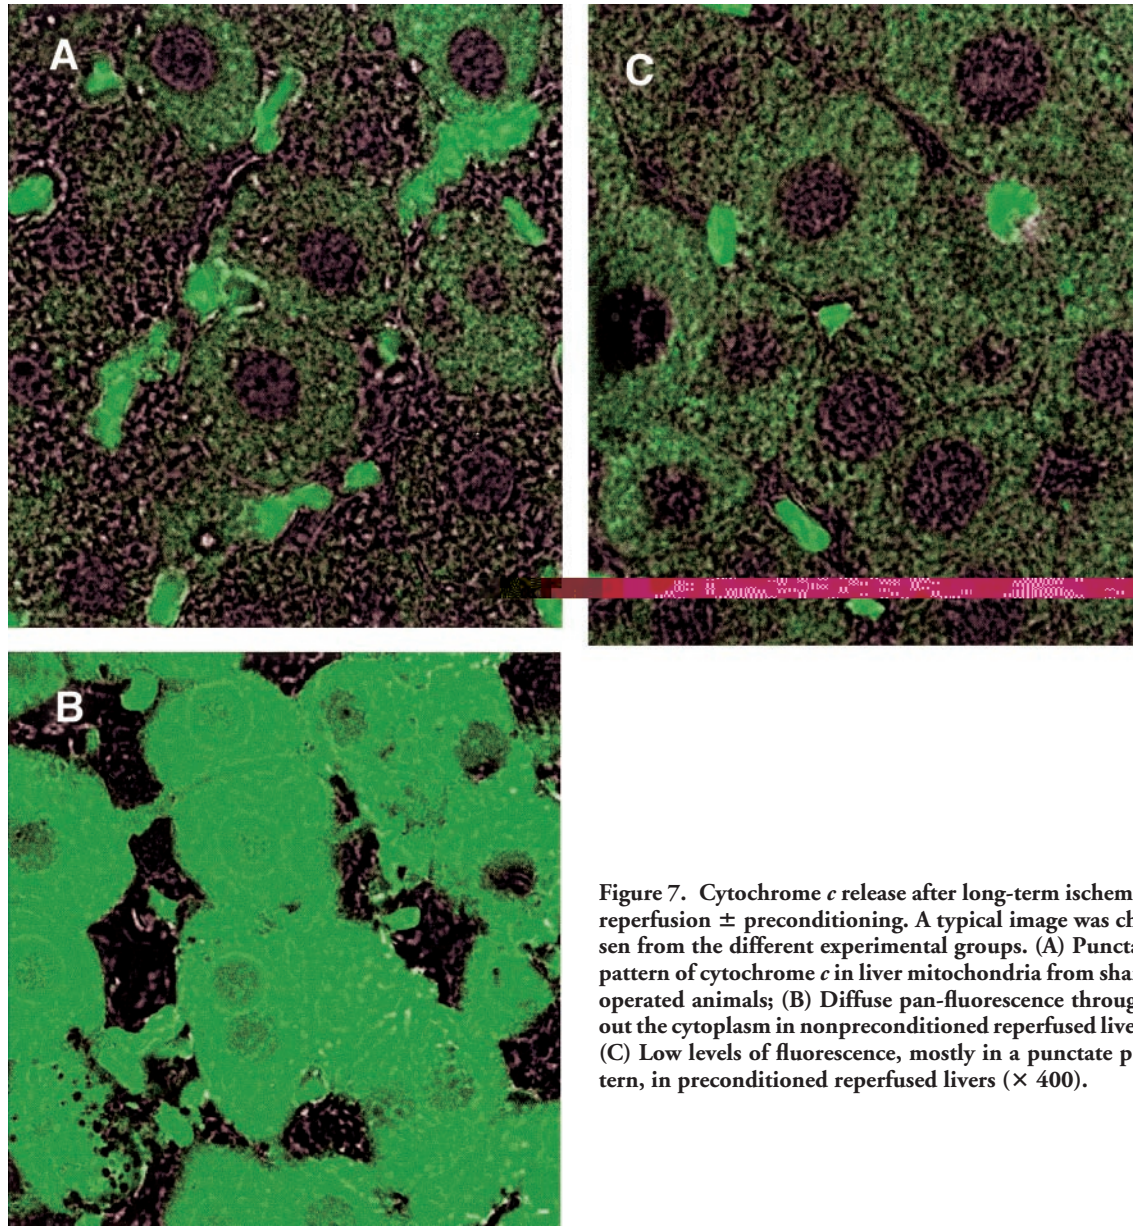 A
C
B
Figure 7. Cytochrome c release after long-term ischem
reperfusion ± preconditioning. A typical image was ch
sen from the different experimental groups. (A) Puncta
pattern of cytochrome c in liver mitochondria from sha
operated animals; (B) Diffuse pan-fluorescence throug
out the cytoplasm in nonpreconditioned reperfused live
(C) Low levels of fluorescence, mostly in a punctate p
tern, in preconditioned reperfused livers (× 400).